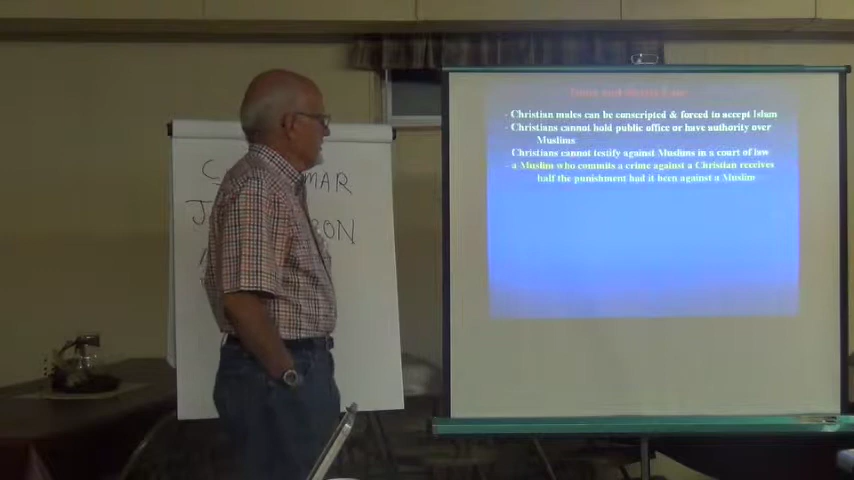 - Christian males can be conscripted & forced to accept Islam
- Christians cannot hold public office or have authority over
Muslims
Christians cannot testify against Muslims in a court of law
- a Muslim who commits a crime against a Christian receives
half the punishment had it been against a Muslim